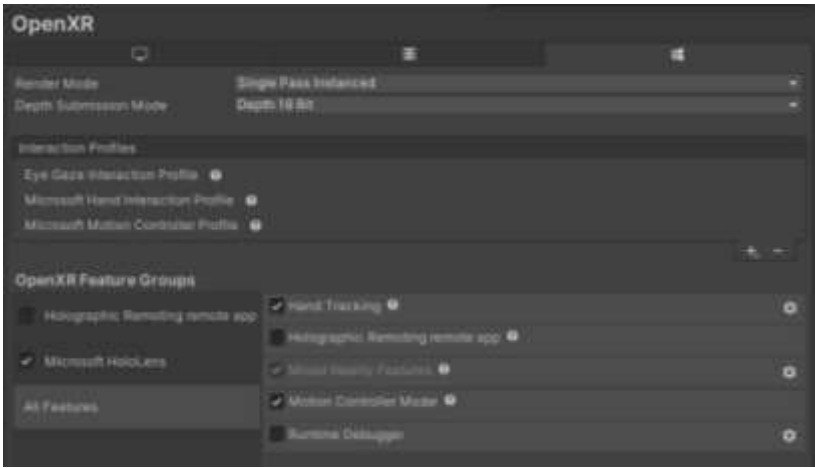 OpenXR
Render Mode Single Pass Instanced
Depth Submission Mode Depth 16 Bit
Interaction Profiles
Eye Gaze Interaction Profile
Microsoft Hand Interaction Profile
Microsoft Motion Controller Profile
OpenXR Feature Groups
Holographic Remoting remote app
Microsoft HoloLens
All Features
Hand Tracking
Holographic Remoting remote app
Mixed Reality Features
Motion Controller Model
Runtime Debugger